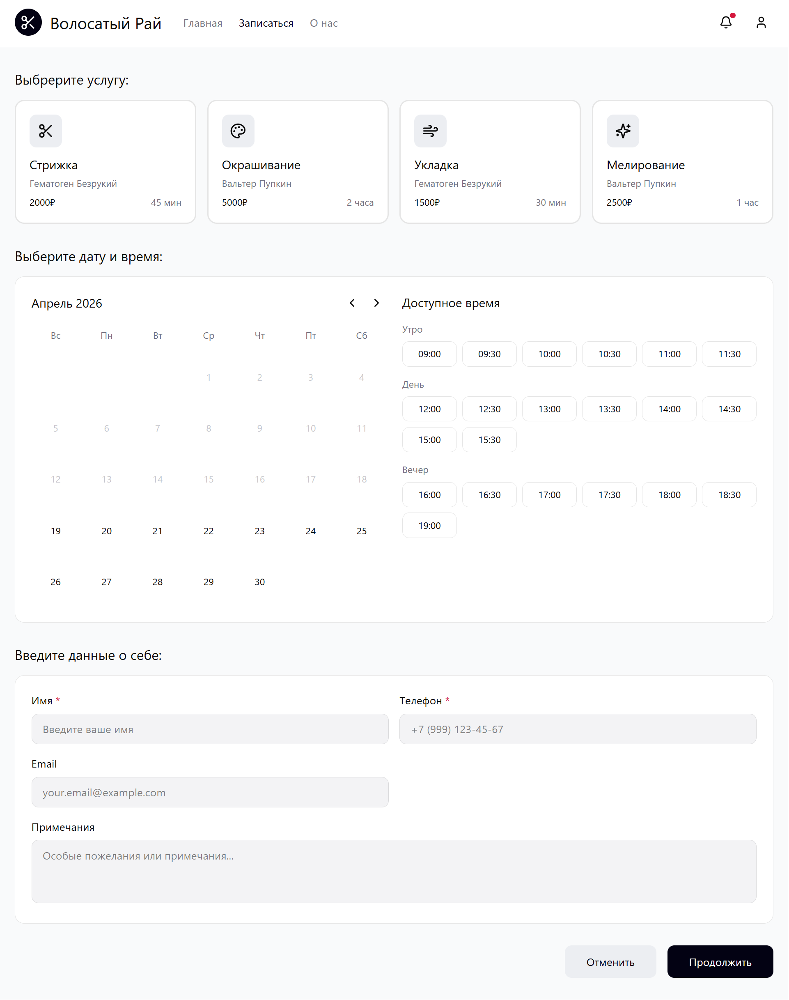 Волосатый Рай Главная Записаться О нас
Выбрерите услугу:
Стрижка
Гематоген Безрукий
2000₽ 45 мин
Окрашивание
Вальтер Пупкин
5000₽ 2 часа
Укладка
Гематоген Безрукий
1500₽ 30 мин
Мелирование
Вальтер Пупкин
2500₽ 1 час
Выберите дату и время:
Апрель 2026
Вс Пн Вт Ср Чт Пт Сб
1 2 3 4
5 6 7 8 9 10 11
12 13 14 15 16 17 18
19 20 21 22 23 24 25
26 27 28 29 30
Доступное время
Утро
09:00 09:30 10:00 10:30 11:00 11:30
День
12:00 12:30 13:00 13:30 14:00 14:30
15:00 15:30
Вечер
16:00 16:30 17:00 17:30 18:00 18:30
19:00
Введите данные о себе:
Имя *
Введите ваше имя
Телефон *
+7 (999) 123-45-67
Email
your.email@example.com
Примечания
Особые пожелания или примечания...
Отменить Продолжить